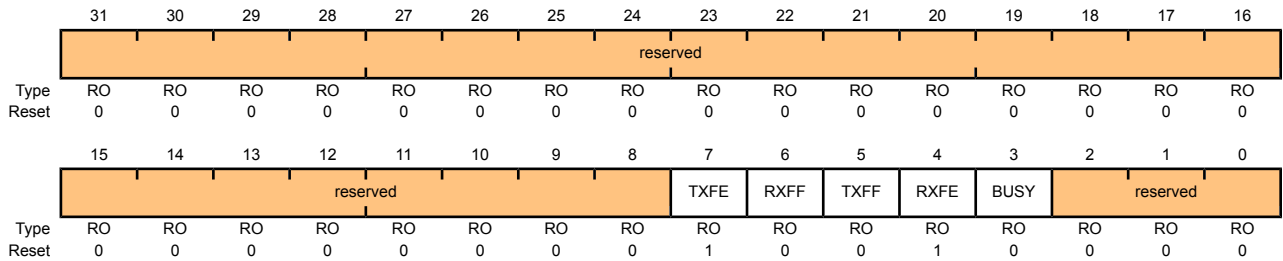 31 30 29 28 27 26 25 24 23 22 21 20 19 18 17 16
reserved
Type RO RO RO RO RO RO RO RO RO RO RO RO RO RO RO RO
Reset 0 0 0 0 0 0 0 0 0 0 0 0 0 0 0 0
15 14 13 12 11 10 9 8 7 6 5 4 3 2 1 0
reserved TXFE RXFF TXFF RXFE BUSY reserved
Type RO RO RO RO RO RO RO RO RO RO RO RO RO RO RO RO
Reset 0 0 0 0 0 0 0 0 1 0 0 1 0 0 0 0